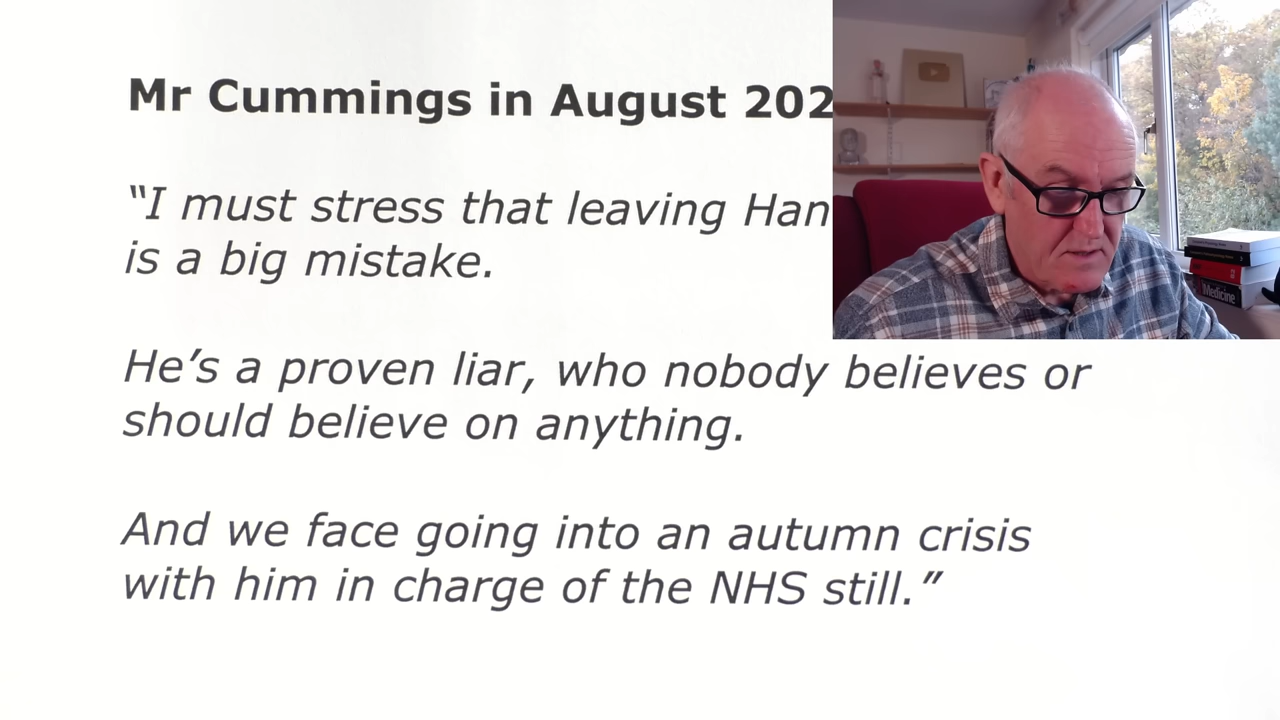 Mr Cummings in August 202
“I must stress that leaving Han
is a big mistake.
He’s a proven liar, who nobody believes or
should believe on anything.
And we face going into an autumn crisis
with him in charge of the NHS still.”
Medicine